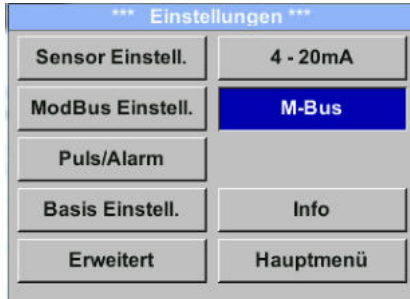 *** Einstellungen ***
Sensor Einstell.
4 - 20mA
ModBus Einstell.
M-Bus
Puls/Alarm
Basis Einstell.
Info
Erweitert
Hauptmenü